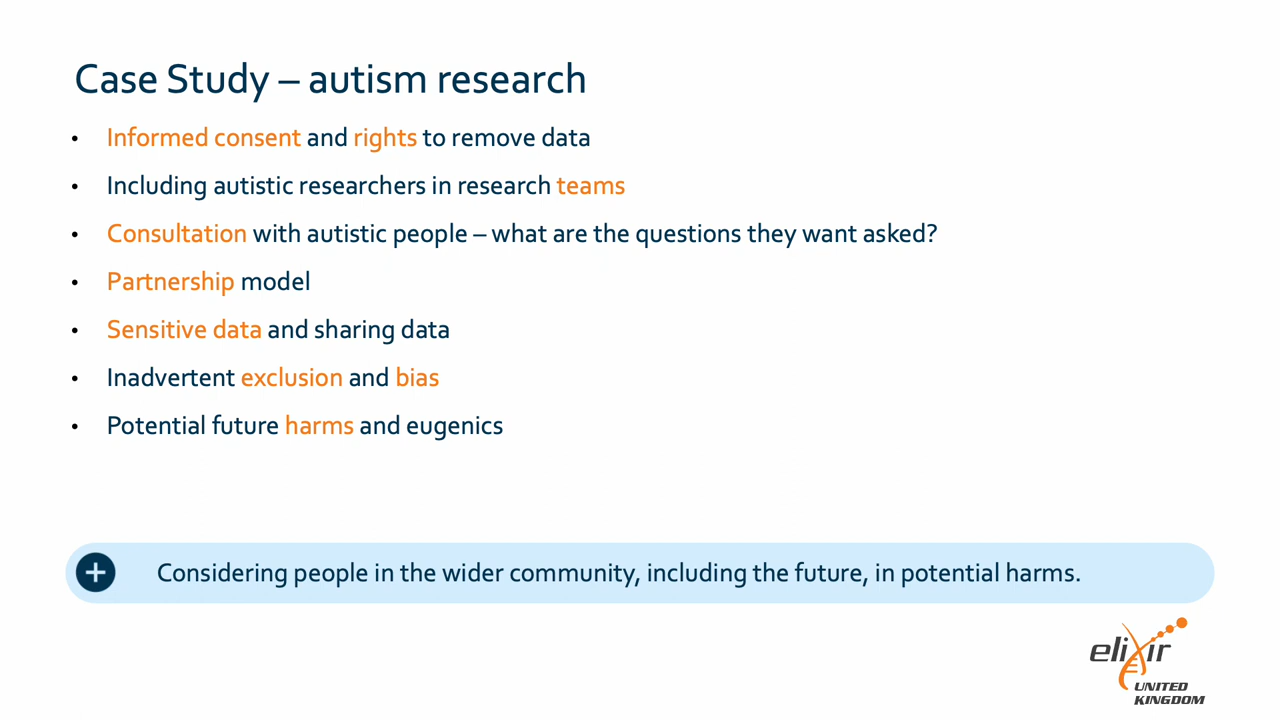 Case Study – autism research
• Informed consent and rights to remove data
• Including autistic researchers in research teams
• Consultation with autistic people – what are the questions they want asked?
• Partnership model
• Sensitive data and sharing data
• Inadvertent exclusion and bias
• Potential future harms and eugenics
Considering people in the wider community, including the future, in potential harms.
elixir
UNITED
KINGDOM